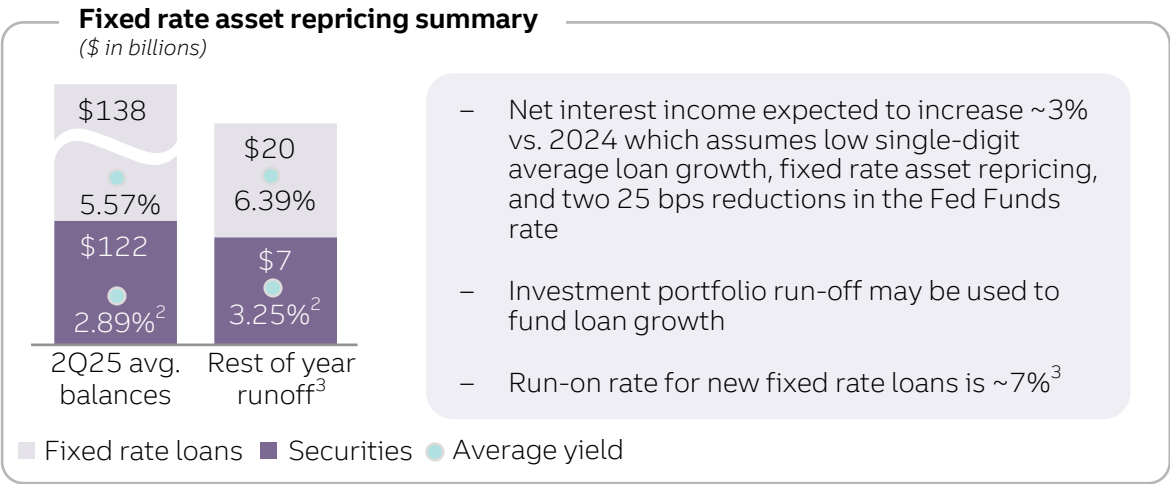 Fixed rate asset repricing summary
($ in billions)
$138
5.57%
$122
2.89%²
$20
6.39%
$7
3.25%²
2Q25 avg.
balances
Rest of year
runoff³
Fixed rate loans Securities Average yield
– Net interest income expected to increase ~3%
vs. 2024 which assumes low single-digit
average loan growth, fixed rate asset repricing,
and two 25 bps reductions in the Fed Funds
rate
– Investment portfolio run-off may be used to
fund loan growth
– Run-on rate for new fixed rate loans is ~7%³